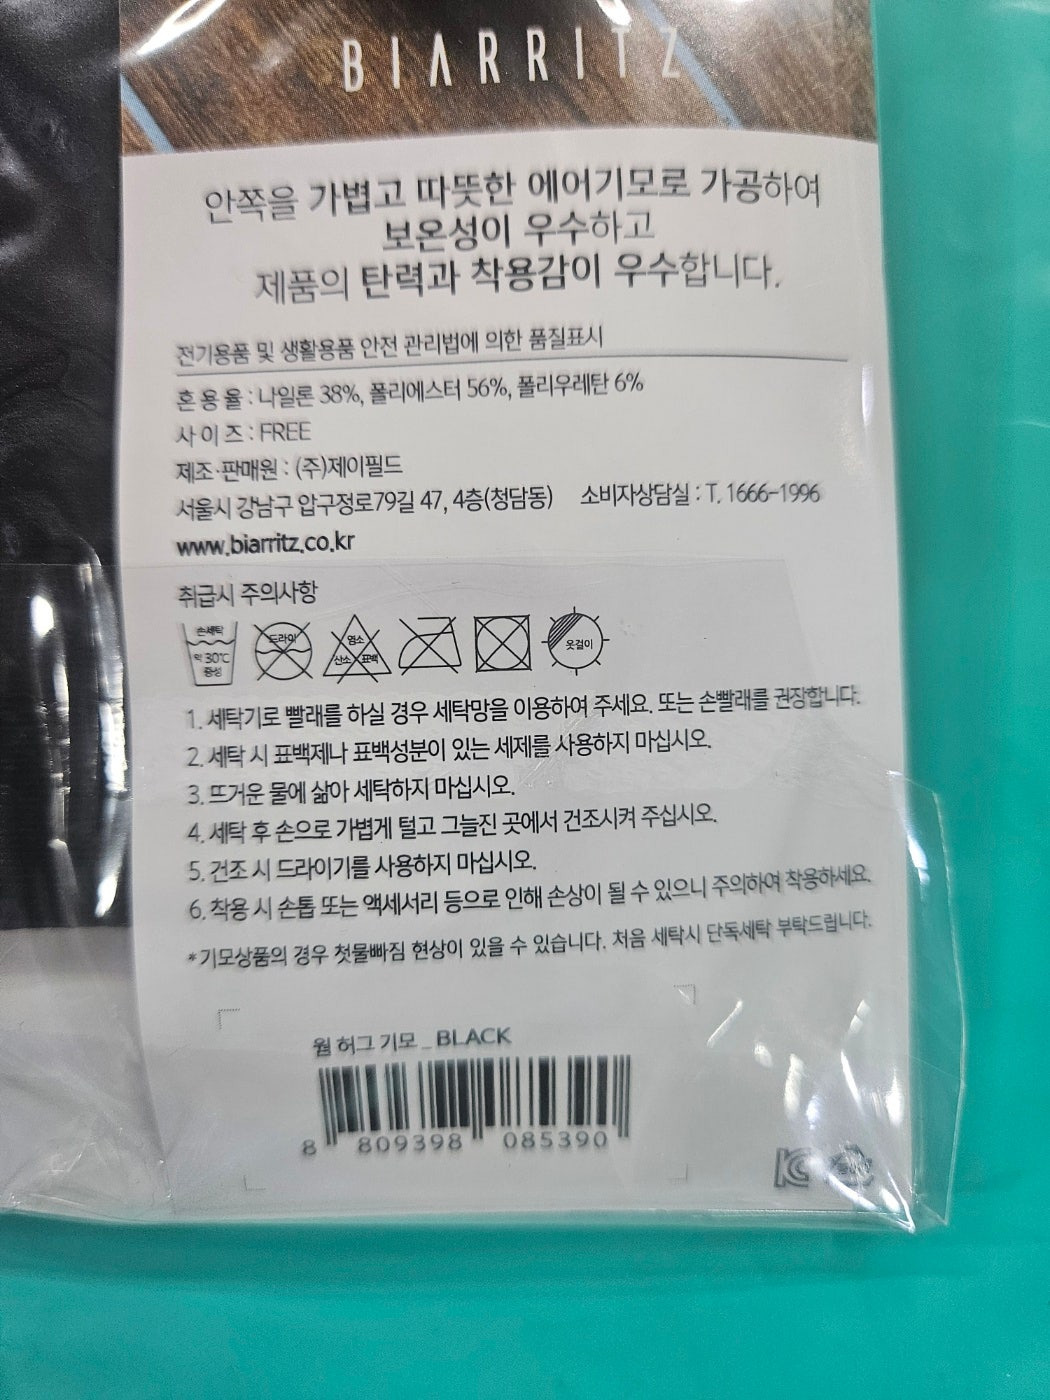 BIARRITZ
안쪽을 가볍고 따뜻한 에어기모로 가공하여
보온성이 우수하고
제품의 탄력과 착용감이 우수합니다.
전기용품 및 생활용품 안전 관리법에 의한 품질표시
혼 용 율 : 나일론 38%, 폴리에스터 56%, 폴리우레탄 6%
사 이 즈 : FREE
제조·판매원 : (주)제이필드
서울시 강남구 압구정로79길 47, 4층(청담동) 소비자상담실 : T. 1666-1996
www.biarritz.co.kr
취급시 주의사항
손세탁 약 30℃ 중성
드라이
염소 산소 표백
옷걸이
1. 세탁기로 빨래를 하실 경우 세탁망을 이용하여 주세요. 또는 손빨래를 권장합니다.
2. 세탁 시 표백제나 표백성분이 있는 세제를 사용하지 마십시오.
3. 뜨거운 물에 삶아 세탁하지 마십시오.
4. 세탁 후 손으로 가볍게 털고 그늘진 곳에서 건조시켜 주십시오.
5. 건조 시 드라이기를 사용하지 마십시오.
6. 착용 시 손톱 또는 액세서리 등으로 인해 손상이 될 수 있으니 주의하여 착용하세요.
*기모상품의 경우 첫물빠짐 현상이 있을 수 있습니다. 처음 세탁시 단독세탁 부탁드립니다.
웜 허그 기모 _ BLACK
8 809398 085390